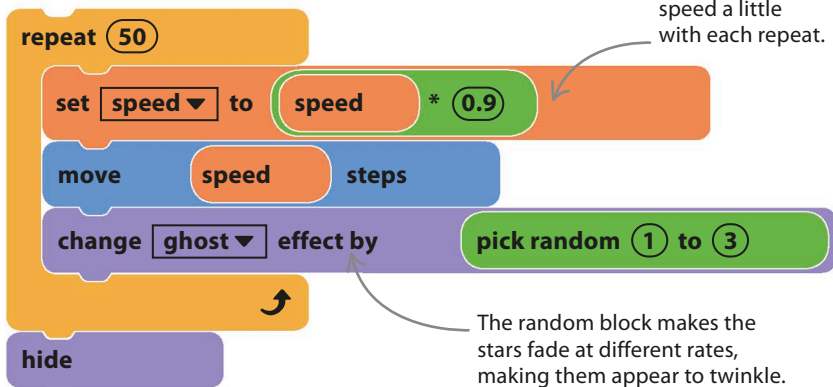 speed a little
with each repeat.
repeat 50
set speed to speed * 0.9
move speed steps
change ghost effect by pick random 1 to 3
The random block makes the
stars fade at different rates,
making them appear to twinkle.
hide